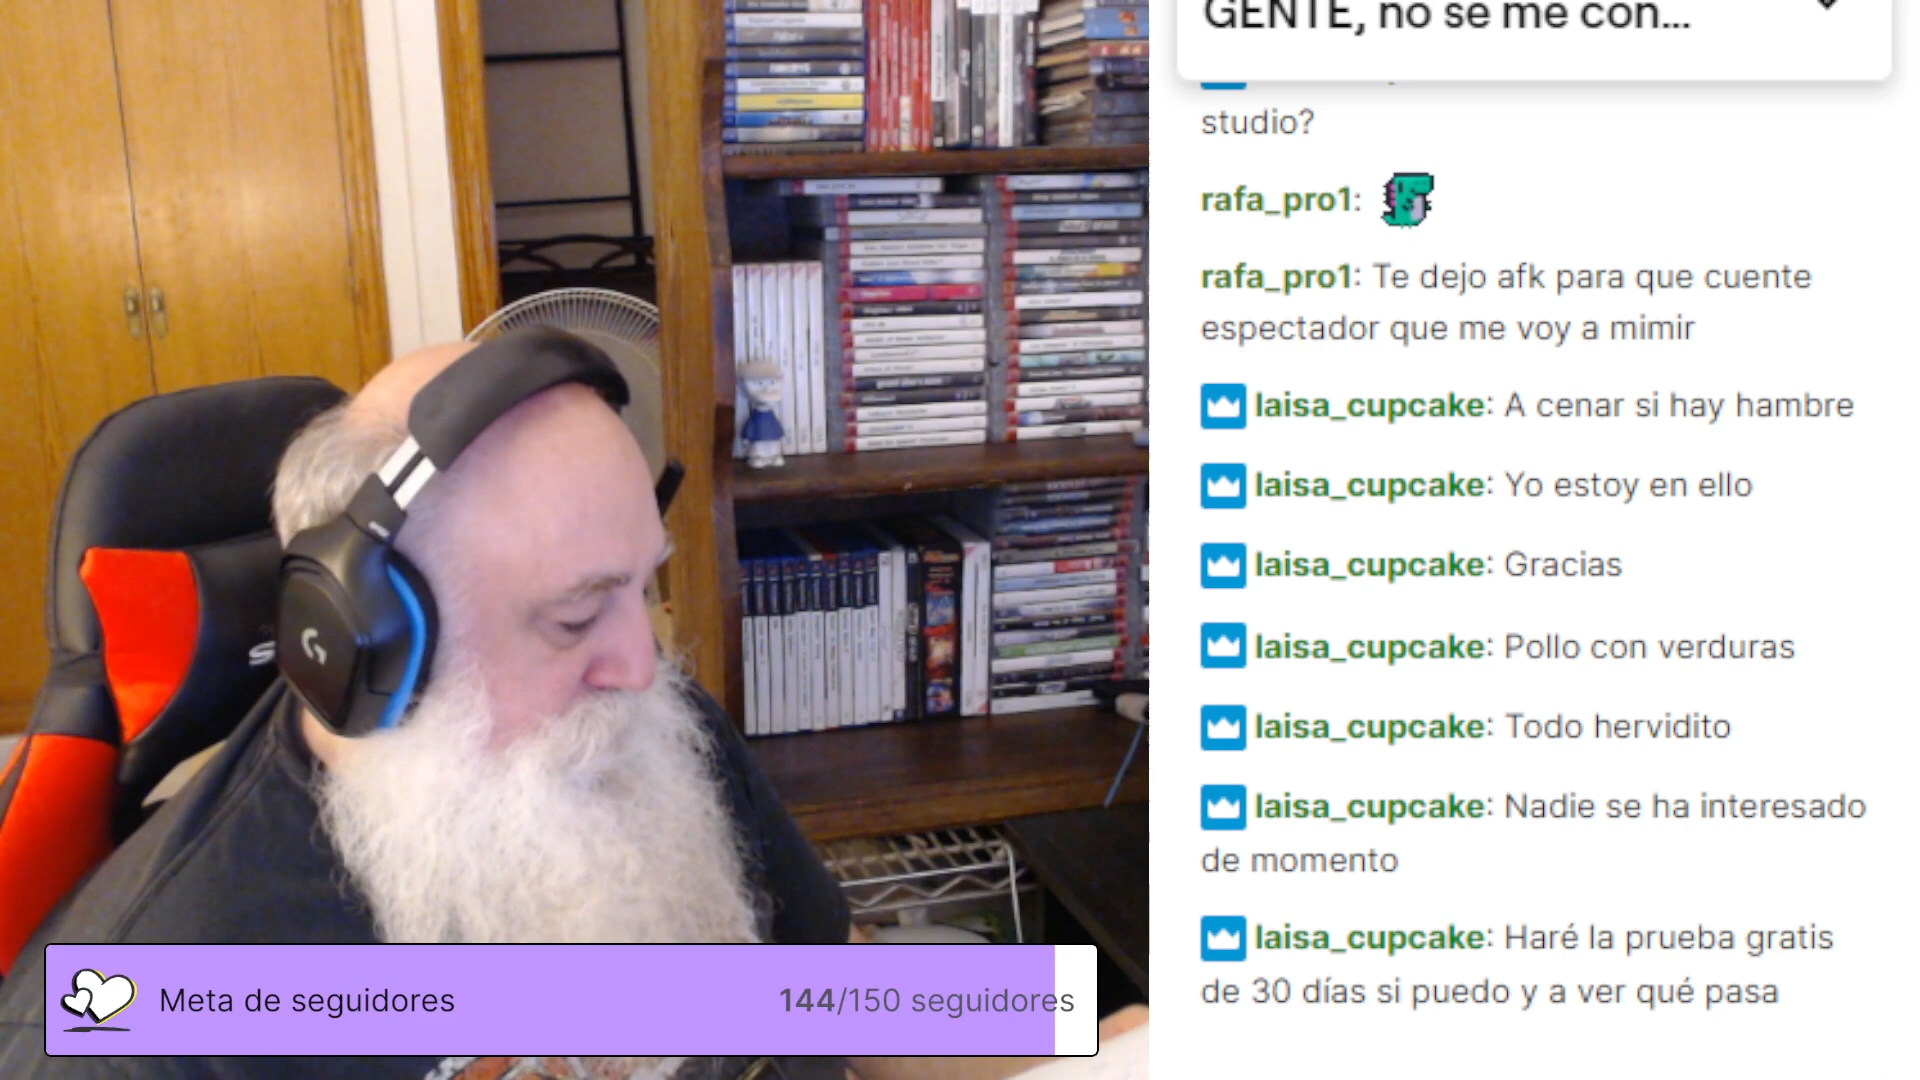 GENTE, no se me con...
studio?
rafa_pro1:
rafa_pro1: Te dejo afk para que cuente
espectador que me voy a mimir
laisa_cupcake: A cenar si hay hambre
laisa_cupcake: Yo estoy en ello
laisa_cupcake: Gracias
laisa_cupcake: Pollo con verduras
laisa_cupcake: Todo hervidito
laisa_cupcake: Nadie se ha interesado
de momento
laisa_cupcake: Haré la prueba gratis
de 30 días si puedo y a ver qué pasa
Meta de seguidores
144/150 seguidores